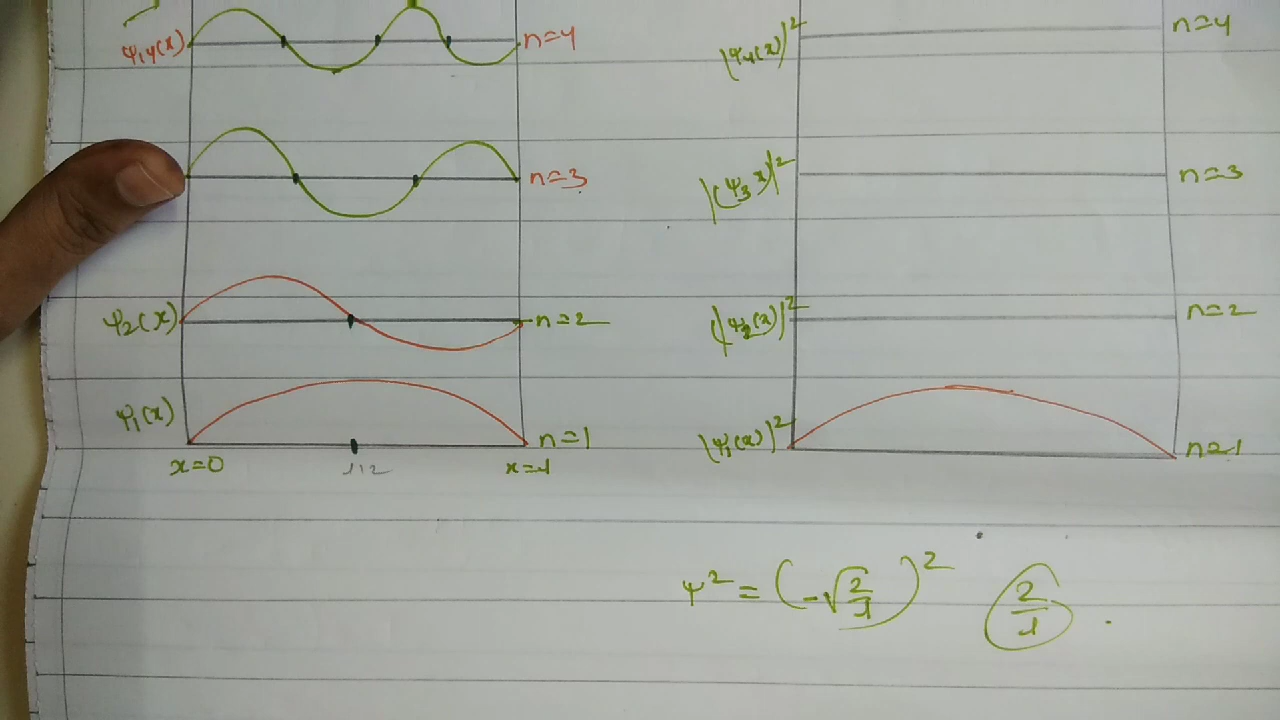 ψ₁4(x) n=4
n=3
ψ₂(x) n=2
ψ₁(x) n=1
x=0 l/2 x=l
|ψ₄(x)|² n=4
|(ψ₃ x)|² n=3
(|ψ₂(x)|² n=2
|ψ₁(x)|² n=1
ψ² = (-√2/l)² 2/l .